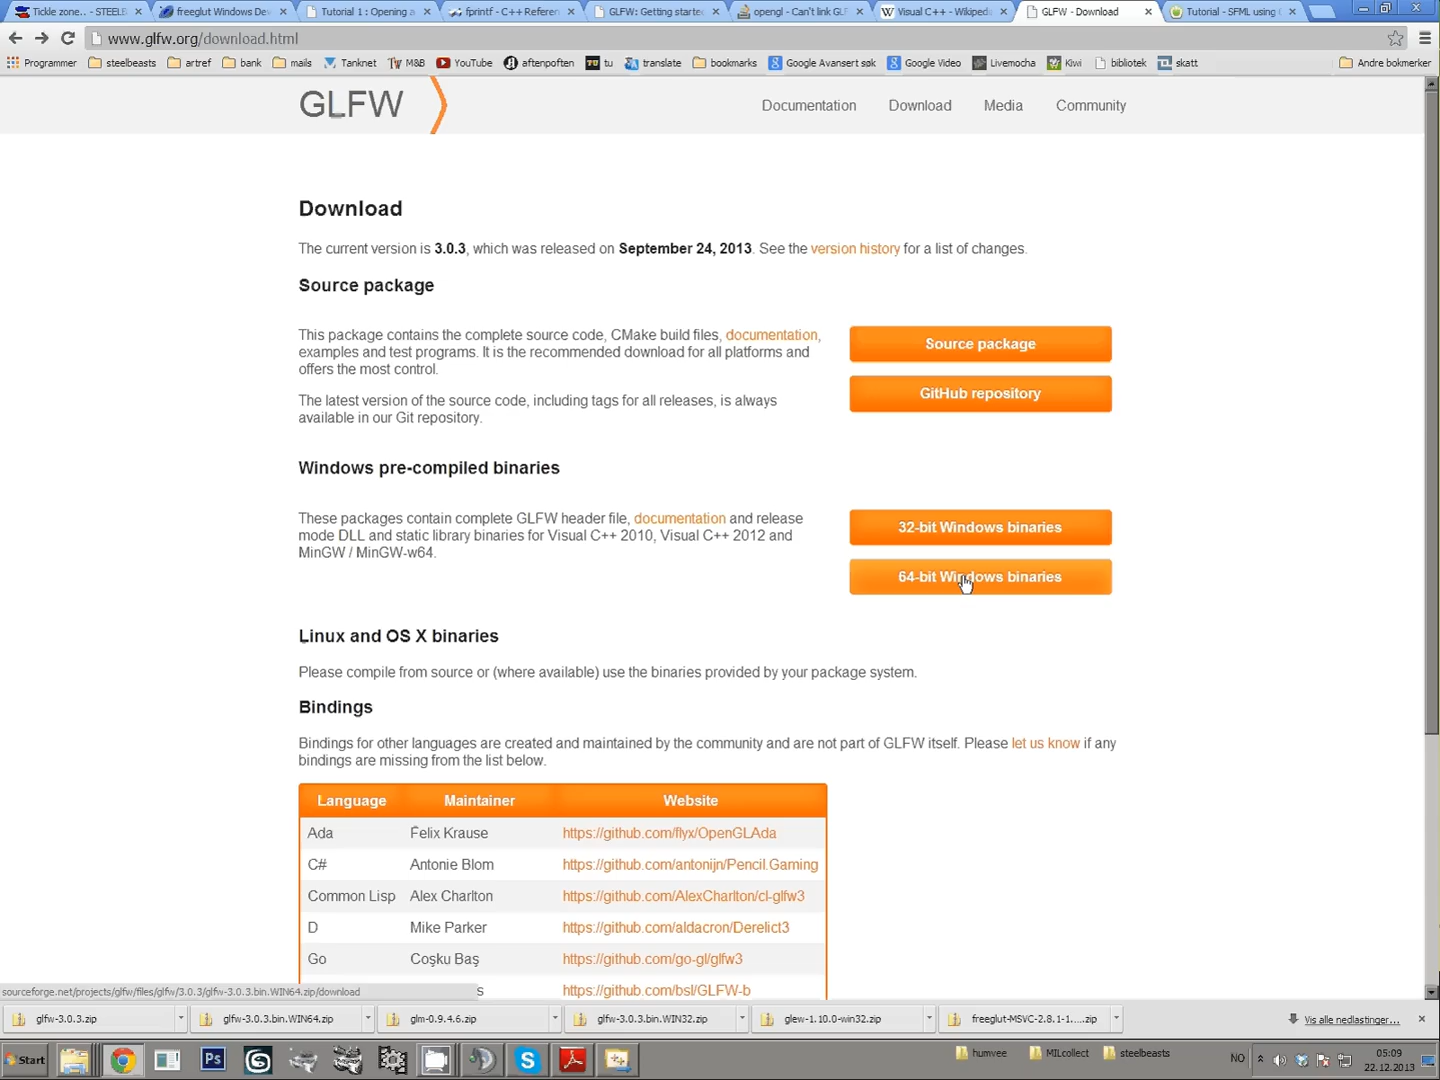 Tickle zone.. - STEELE
freeglut Windows De
Tutorial 1 : Opening a
fprintf - C++ Referen
GLFW: Getting starte
opengl - Can't link GLF
Visual C++ - Wikiped
GLFW - Download
Tutorial - SFML using
www.glfw.org/download.html
Programmer steelbeasts artref bank mails Tanknet M&B YouTube aftenpoften tu translate bookmarks Google Avansert søk Google Video Livemocha Kiwi bibliotek skatt Andre bokmerker
GLFW
Documentation Download Media Community
Download
The current version is 3.0.3, which was released on September 24, 2013. See the version history for a list of changes.
Source package
This package contains the complete source code, CMake build files, documentation,
examples and test programs. It is the recommended download for all platforms and
offers the most control.
The latest version of the source code, including tags for all releases, is always
available in our Git repository.
Source package
GitHub repository
Windows pre-compiled binaries
These packages contain complete GLFW header file, documentation and release
mode DLL and static library binaries for Visual C++ 2010, Visual C++ 2012 and
MinGW / MinGW-w64.
32-bit Windows binaries
64-bit Windows binaries
Linux and OS X binaries
Please compile from source or (where available) use the binaries provided by your package system.
Bindings
Bindings for other languages are created and maintained by the community and are not part of GLFW itself. Please let us know if any
bindings are missing from the list below.
Language Maintainer Website
Ada Felix Krause https://github.com/flyx/OpenGLAda
C# Antonie Blom https://github.com/antonijn/Pencil.Gaming
Common Lisp Alex Charlton https://github.com/AlexCharlton/cl-glfw3
D Mike Parker https://github.com/aldacron/Derelict3
Go Coşku Baş https://github.com/go-gl/glfw3
s https://github.com/bsl/GLFW-b
sourceforge.net/projects/glfw/files/glfw/3.0.3/glfw-3.0.3.bin.WIN64.zip/download
glfw-3.0.3.zip glfw-3.0.3.bin.WIN64.zip glm-0.9.4.6.zip glfw-3.0.3.bin.WIN32.zip glew-1.10.0-win32.zip freeglut-MSVC-2.8.1-1....zip Vis alle nedlastinger...
Start humvee MILcollect steelbeasts NO 05:09
22.12.2013